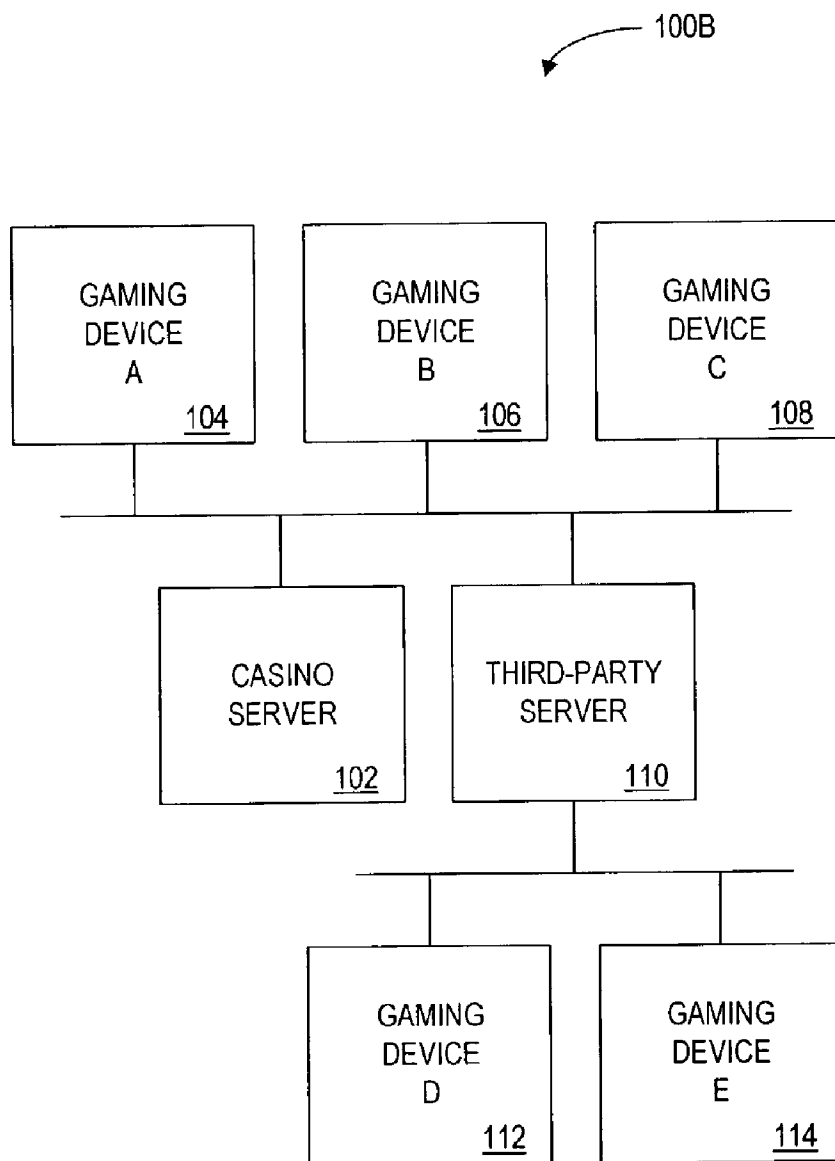 100B
GAMING
DEVICE
A
104
GAMING
DEVICE
B
106
GAMING
DEVICE
C
108
CASINO
SERVER
102
THIRD-PARTY
SERVER
110
GAMING
DEVICE
D
112
GAMING
DEVICE
E
114